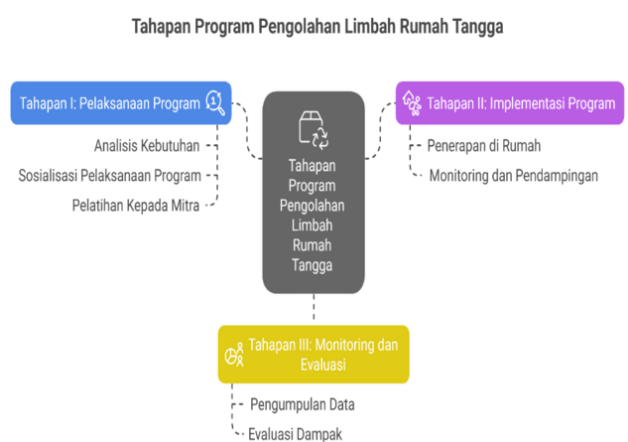 Tahapan Program Pengolahan Limbah Rumah Tangga
Tahapan I: Pelaksanaan Program
Analisis Kebutuhan
Sosialisasi Pelaksanaan Program
Pelatihan Kepada Mitra
Tahapan
Program
Pengolahan
Limbah
Rumah
Tangga
Tahapan II: Implementasi Program
Penerapan di Rumah
Monitoring dan Pendampingan
Tahapan III: Monitoring dan
Evaluasi
Pengumpulan Data
Evaluasi Dampak